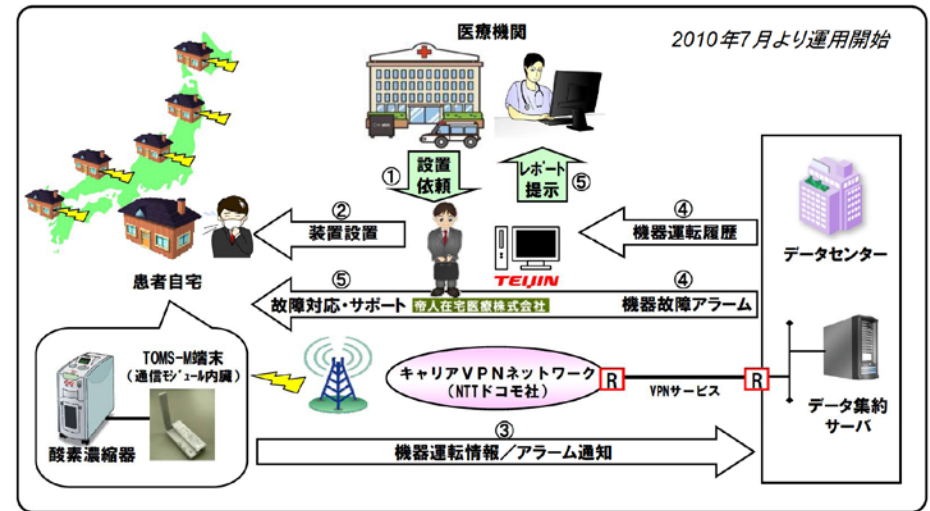 医療機関
2010年7月より運用開始
①
設置
依頼
レポート
提示
⑤
②
装置設置
④
機器運転履歴
データセンター
TEIJIN
患者自宅
⑤
故障対応・サポート
帝人在宅医療株式会社
④
機器故障アラーム
TOMS-M端末
(通信モジュール内臓)
酸素濃縮器
キャリアVPNネットワーク
(NTTドコモ社)
R
VPNサービス
R
データ集約
サーバ
③
機器運転情報/アラーム通知